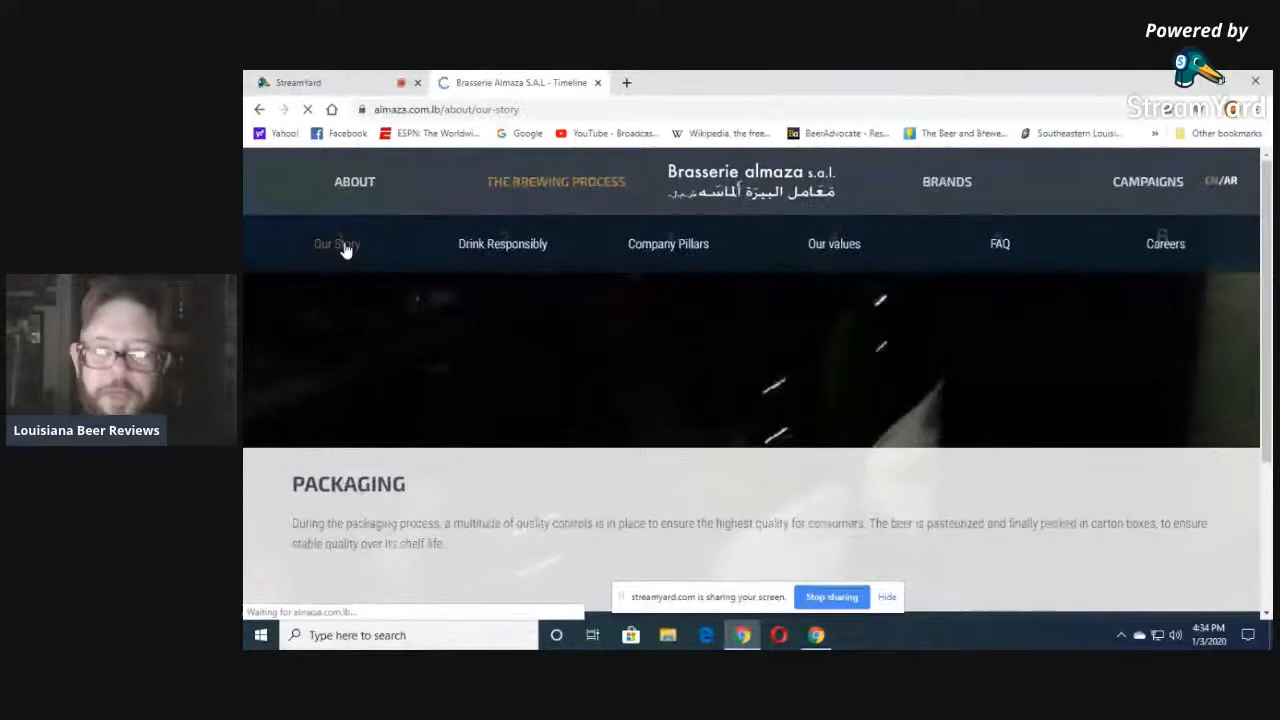 Powered by
StreamYard
StreamYard
Brasserie Almaza S.A.L - Timeline
almaza.com.lb/about/our-story
Yahoo!
Facebook
ESPN: The Worldwi...
Google
YouTube - Broadcas...
Wikipedia, the free...
BeerAdvocate - Res...
The Beer and Brewe...
Southeastern Louisi...
»
Other bookmarks
ABOUT
THE BREWING PROCESS
Brasserie almaza s.a.l.
مَعَامل البيرَة ألمَاسَه ش.م.ل.
BRANDS
CAMPAIGNS
EN/AR
Our Story
Drink Responsibly
Company Pillars
Our values
FAQ
Careers
Louisiana Beer Reviews
PACKAGING
During the packaging process, a multitude of quality controls is in place to ensure the highest quality for consumers. The beer is pasteurized and finally packed in carton boxes, to ensure
stable quality over its shelf life.
streamyard.com is sharing your screen.
Stop sharing
Hide
Waiting for almaza.com.lb...
Type here to search
4:34 PM
1/3/2020